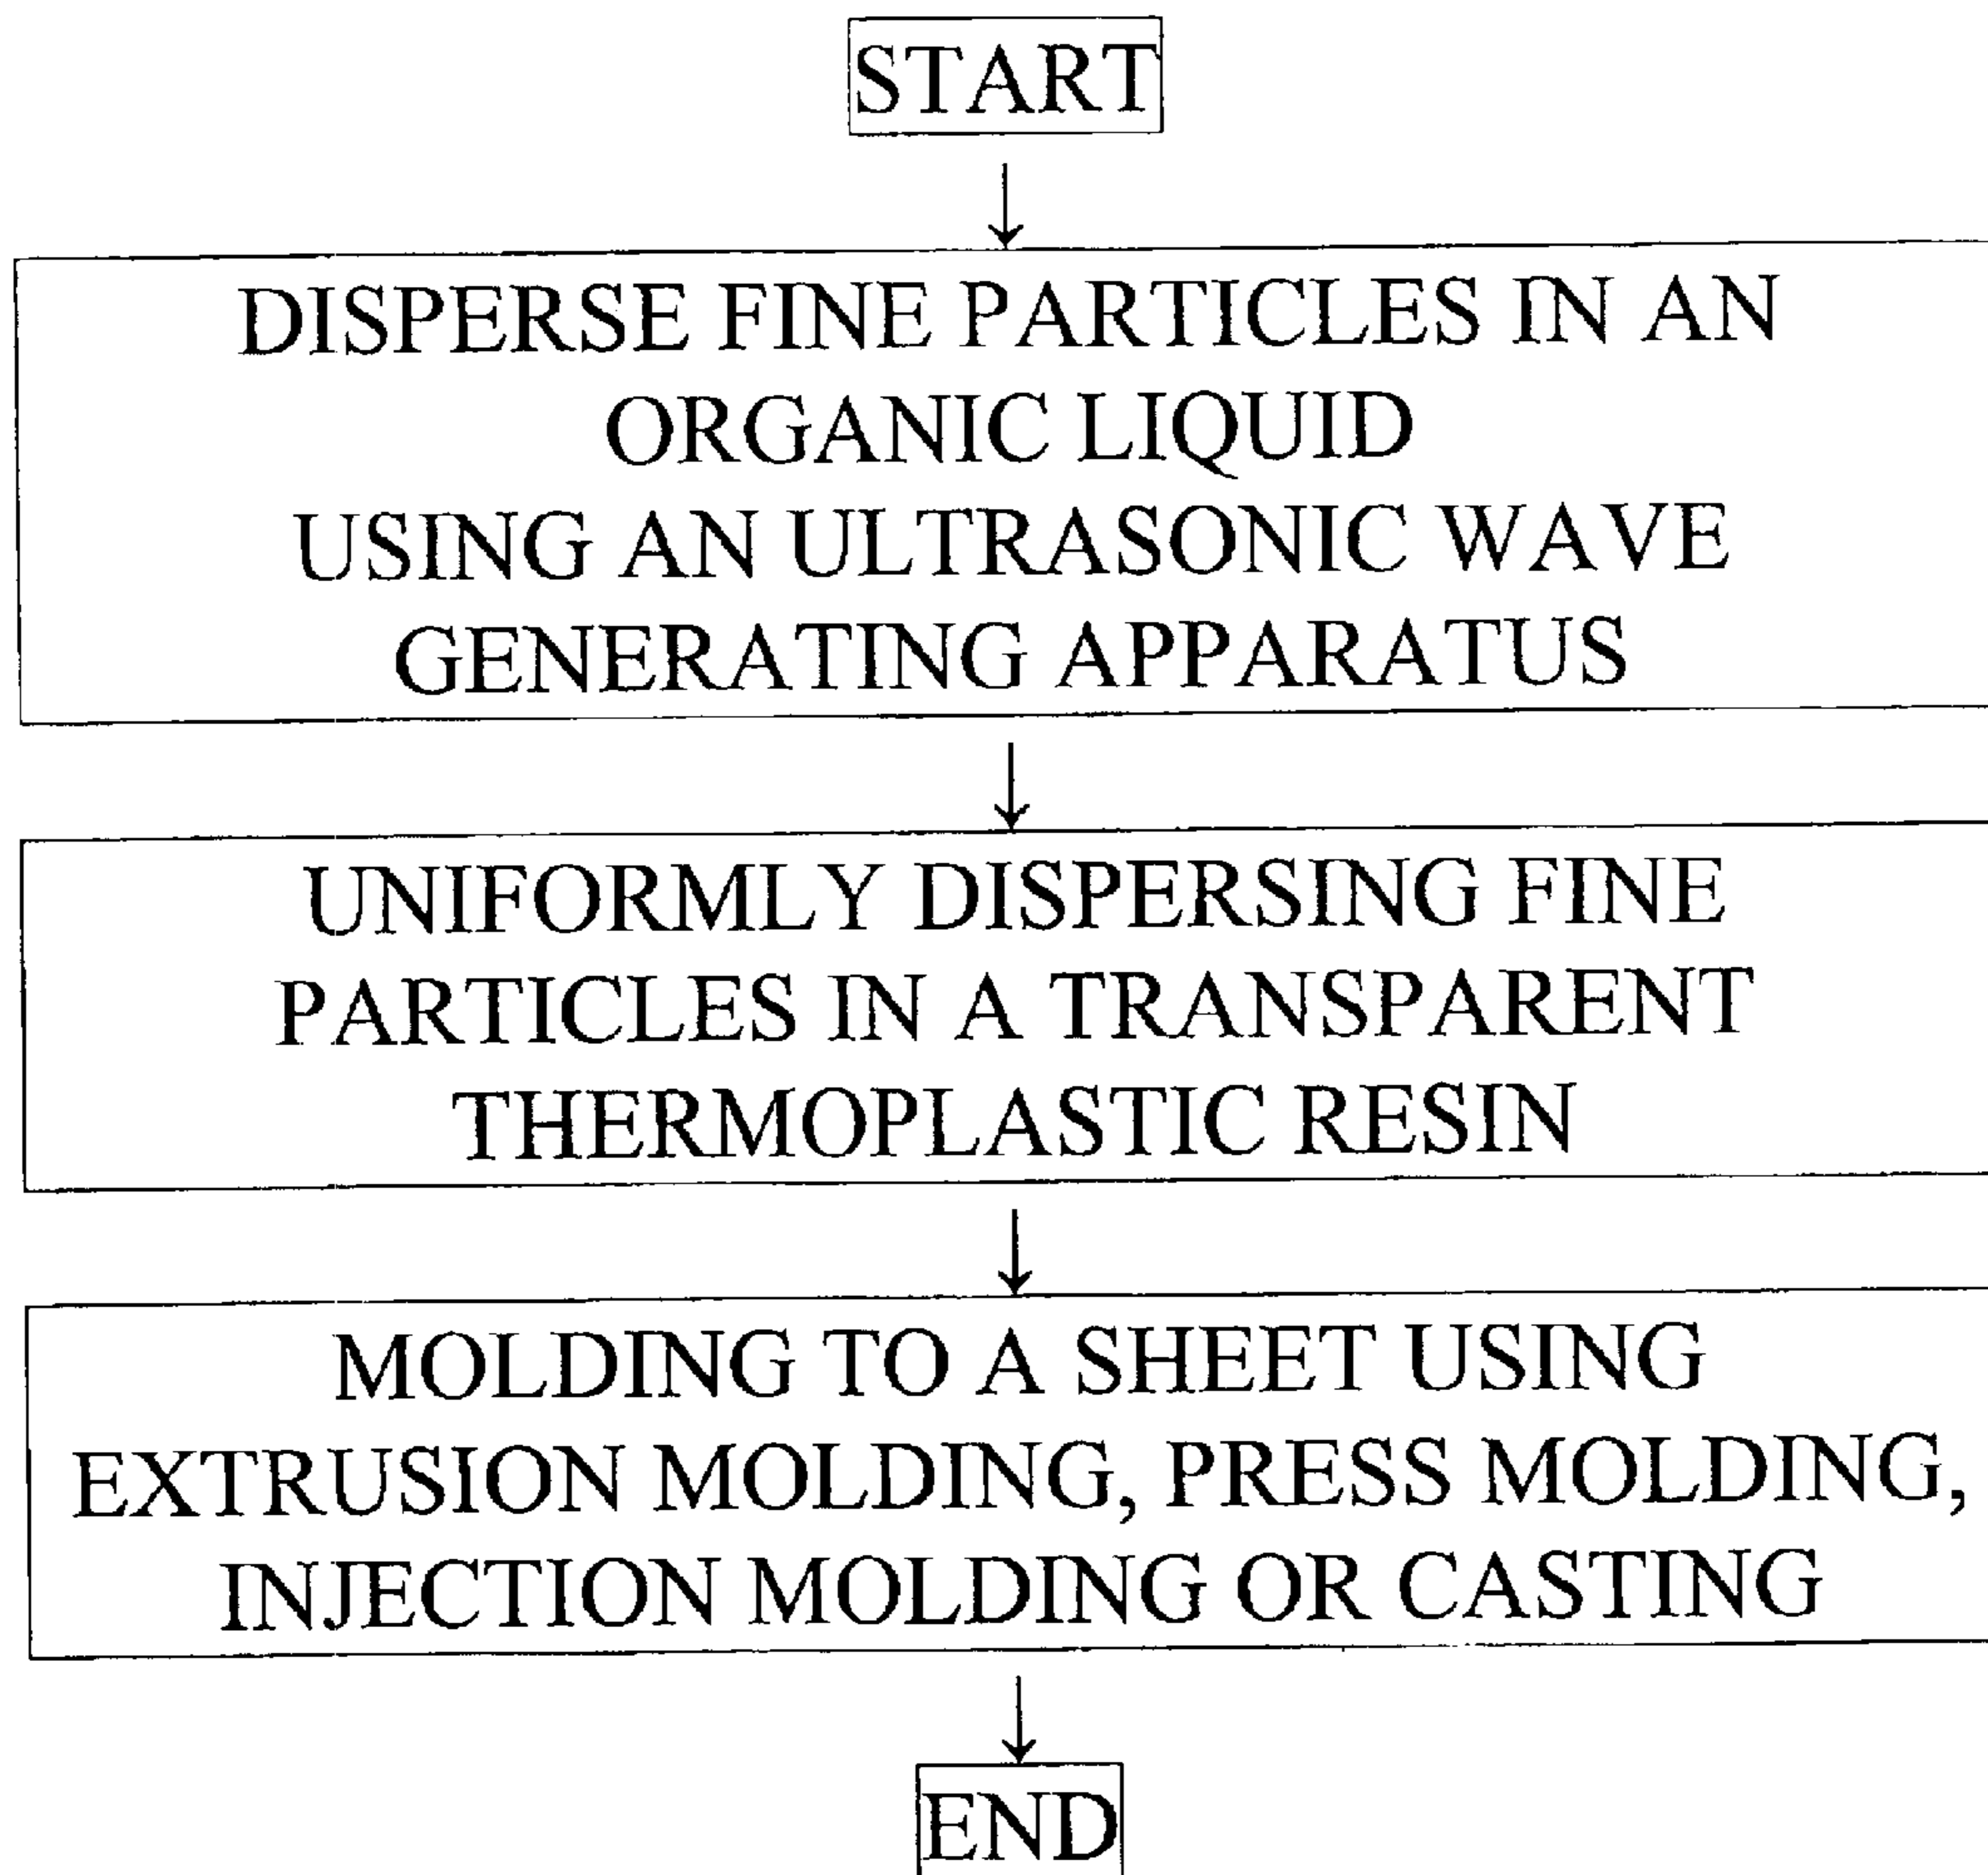 START
DISPERSE FINE PARTICLES IN AN
ORGANIC LIQUID
USING AN ULTRASONIC WAVE
GENERATING APPARATUS
UNIFORMLY DISPERSING FINE
PARTICLES IN A TRANSPARENT
THERMOPLASTIC RESIN
MOLDING TO A SHEET USING
EXTRUSION MOLDING, PRESS MOLDING,
INJECTION MOLDING OR CASTING
END